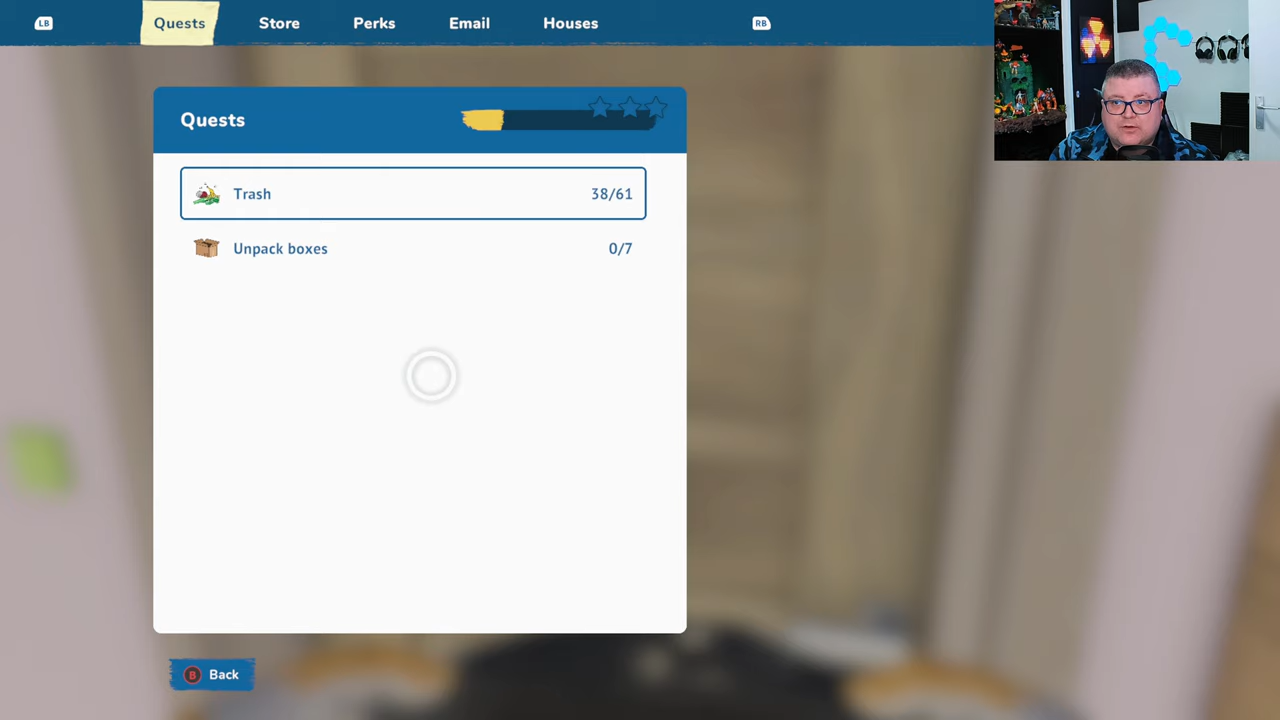 LB
Quests
Store
Perks
Email
Houses
RB
Quests
Trash
38/61
Unpack boxes
0/7
B
Back